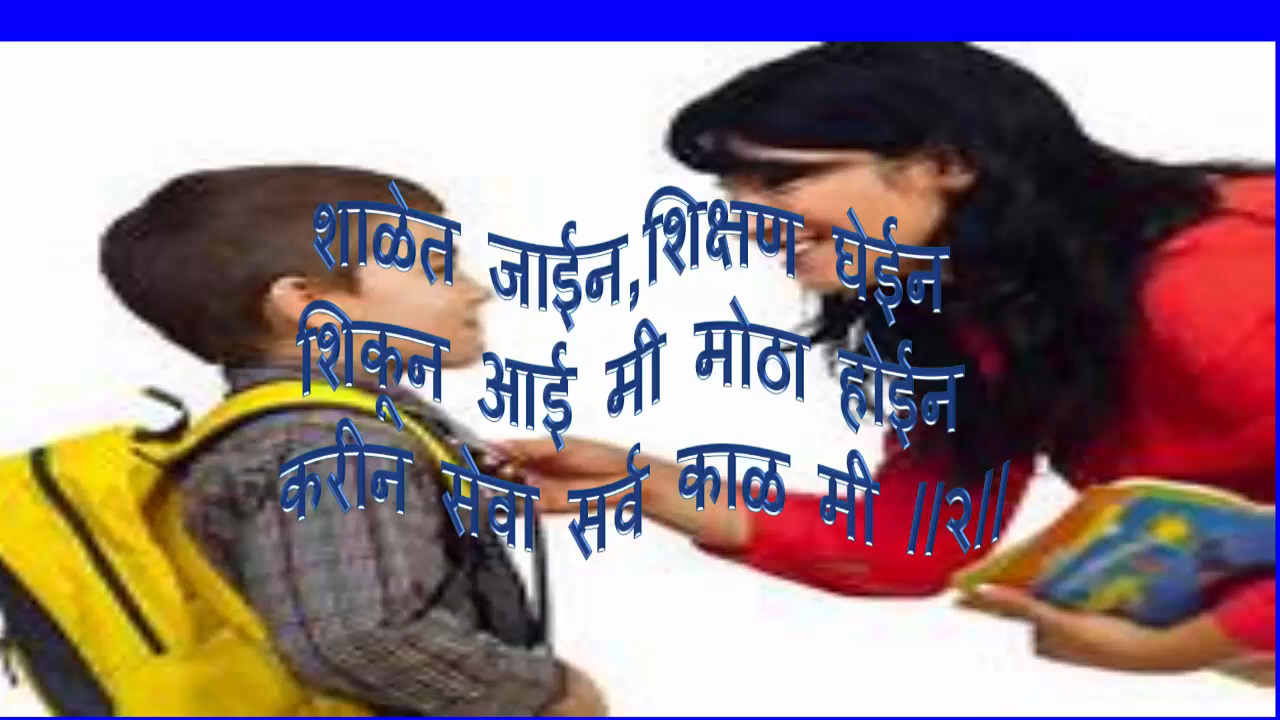 शाळेत जाईन,शिक्षण घेईन
शिकून आई मी मोठा होईन
करीन सेवा सर्व काळ मी ॥२॥